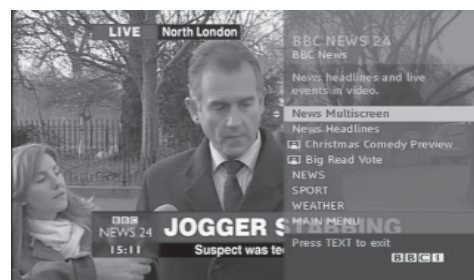 LIVE North London
BBC NEWS 24
BBC News
News headlines and live
events in video.
News Multiscreen
News Headlines
Christmas Comedy Preview
Big Read Vote
NEWS
SPORT
WEATHER
MAIN MENU
Press TEXT to exit
BBC 1
BBC
NEWS 24
15:11
JOGGER STABBING
Suspect was